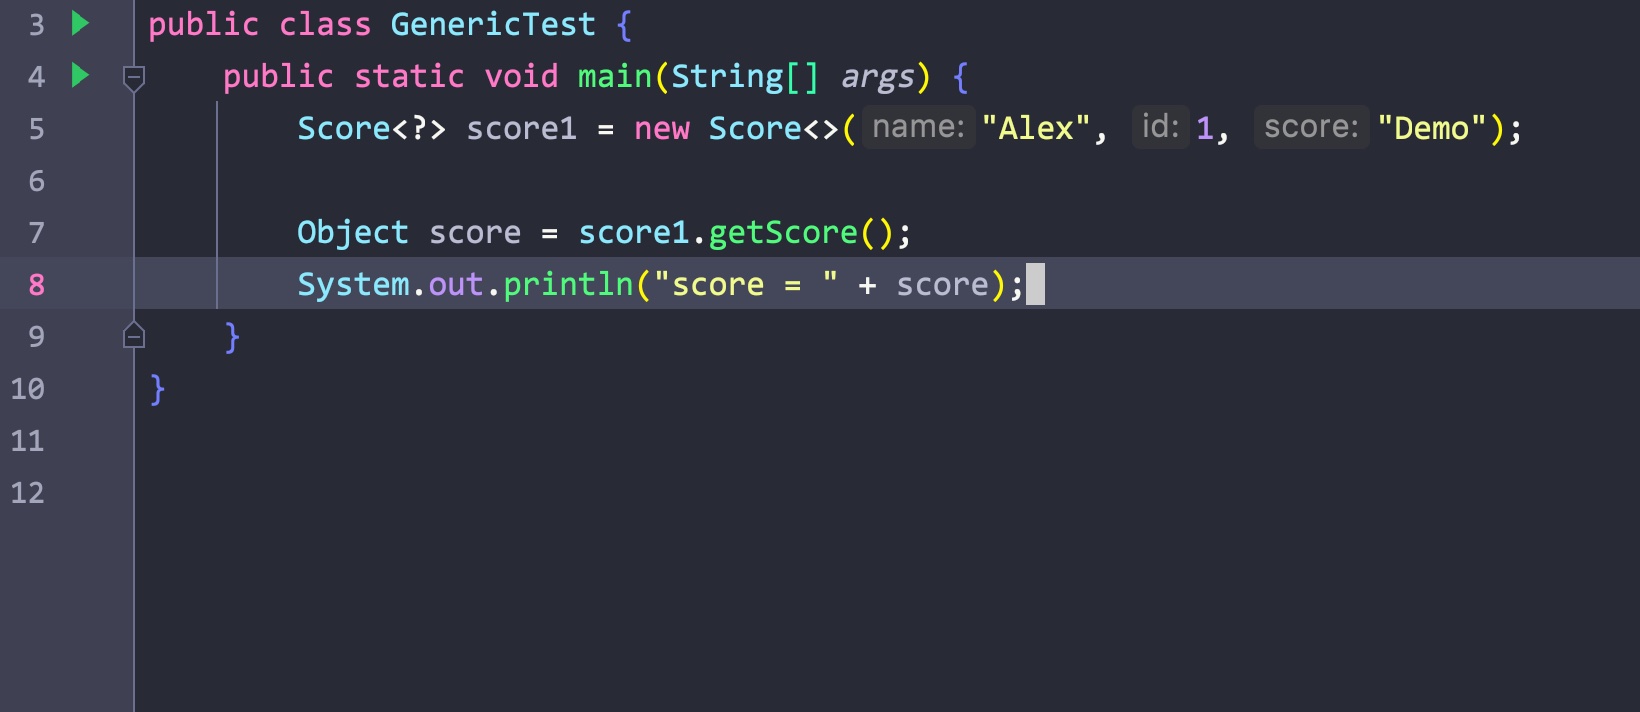 3 public class GenericTest {
4 public static void main(String[] args) {
5 Score<?> score1 = new Score<>( name: "Alex", id: 1, score: "Demo");
6
7 Object score = score1.getScore();
8 System.out.println("score = " + score);
9 }
10 }
11
12